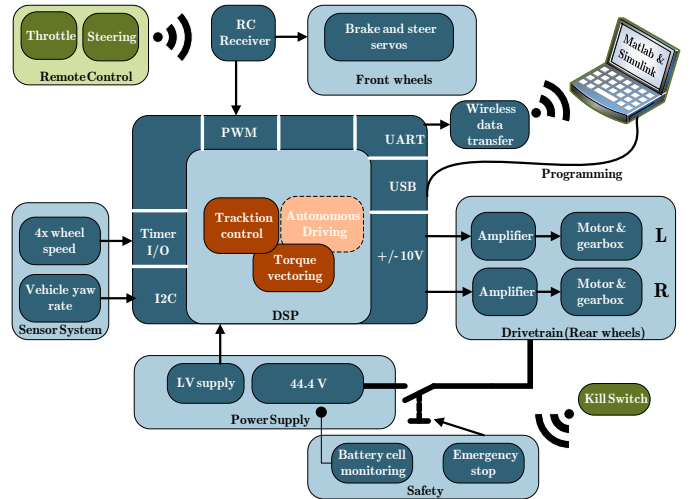 Throttle
Steering
Remote Control
RC
Receiver
Brake and steer
servos
Front wheels
Matlab &
Simulink
Wireless
data
transfer
PWM
UART
USB
Programming
Tracktion
control
Autonomous
Driving
Torque
vectoring
DSP
4x wheel
speed
Vehicle yaw
rate
Sensor System
Timer
I/O
I2C
+/-10V
Amplifier
Motor &
gearbox
L
Amplifier
Motor &
gearbox
R
Drivetrain (Rear wheels)
LV supply
44.4 V
Power Supply
Kill Switch
Battery cell
monitoring
Emergency
stop
Safety